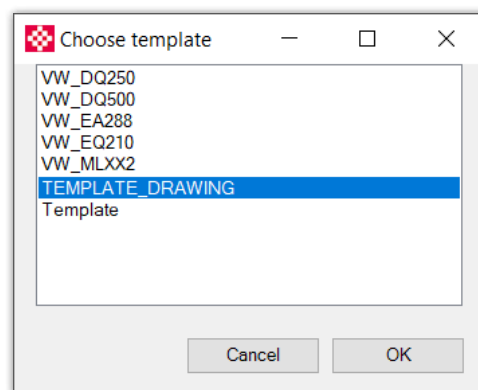 Choose template
VW_DQ250
VW_DQ500
VW_EA288
VW_EQ210
VW_MLXX2
TEMPLATE_DRAWING
Template
Cancel
OK